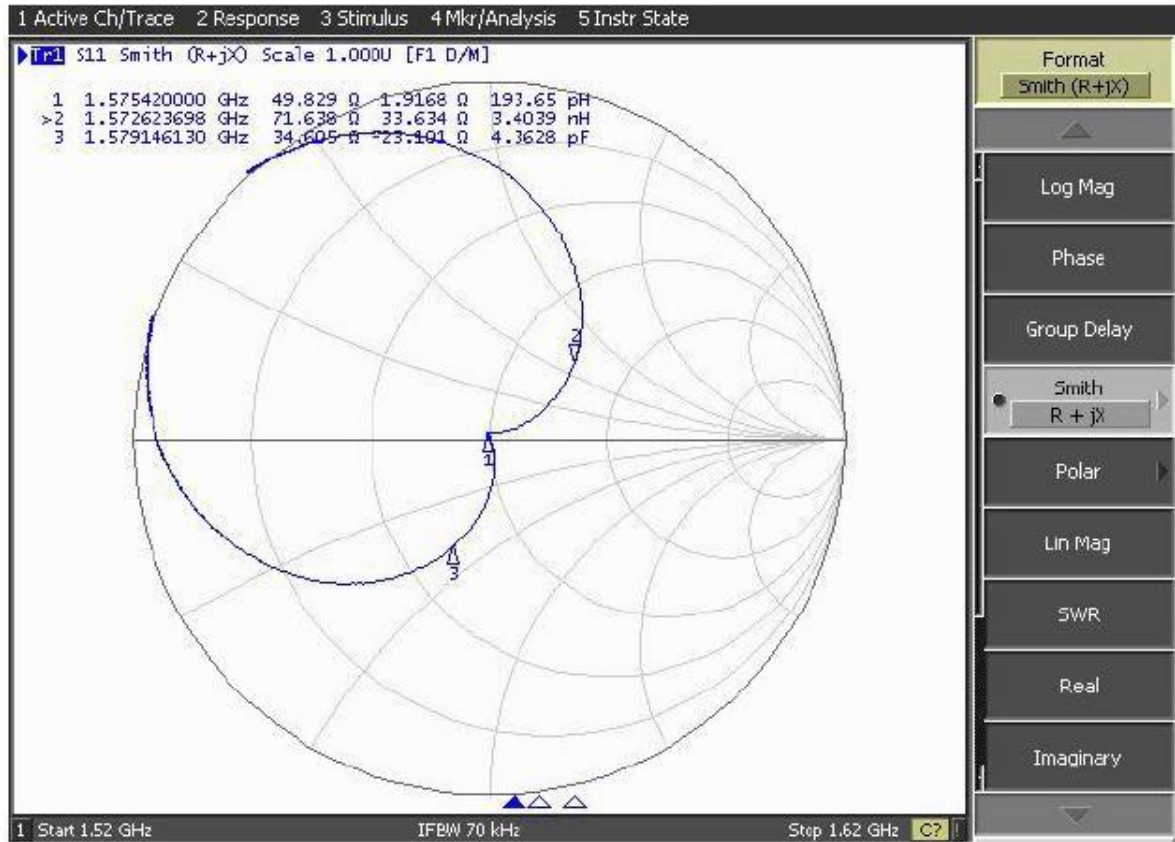 1 Active Ch/Trace 2 Response 3 Stimulus 4 Mkr/Analysis 5 Instr State
Tr1 S11 Smith (R+jX) Scale 1.000U [F1 D/M]
1 1.575420000 GHz 49.829 Ω 1.9168 Ω 193.65 pH
>2 1.572623698 GHz 71.638 Ω 33.634 Ω 3.4039 nH
3 1.579146130 GHz 34.605 Ω -23.101 Ω 4.3628 pF
2
1
3
1 Start 1.52 GHz IFBW 70 kHz Stop 1.62 GHz C? !
Format
Smith (R+jX)
Log Mag
Phase
Group Delay
Smith
R + jX
Polar
Lin Mag
SWR
Real
Imaginary